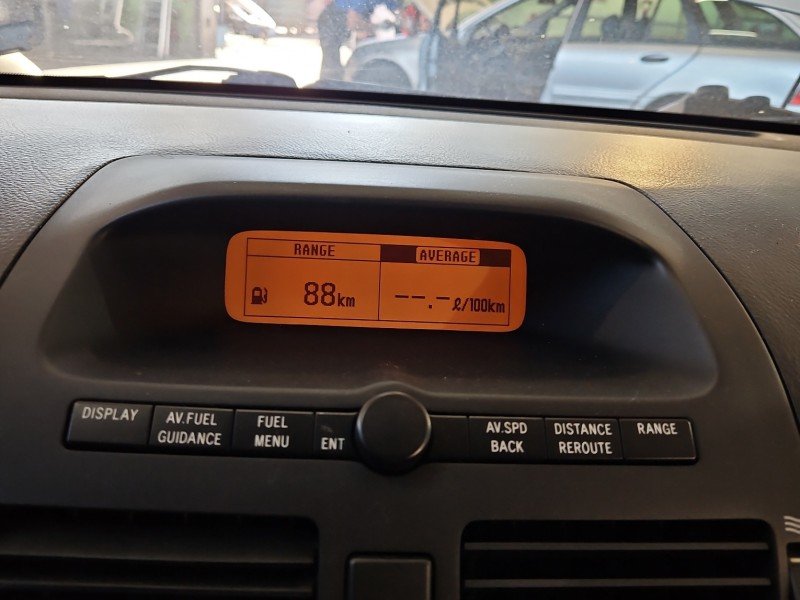 RANGE AVERAGE
88km --.- ℓ/100km
DISPLAY AV.FUEL FUEL AV.SPD DISTANCE RANGE
GUIDANCE MENU ENT BACK REROUTE